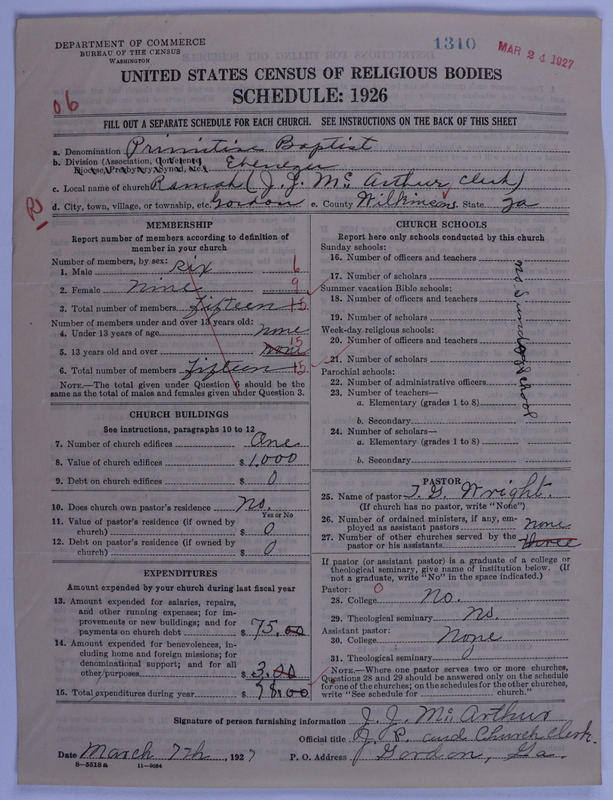 DEPARTMENT OF COMMERCE
BUREAU OF THE CENSUS
WASHINGTON
1310
MAR 24 1927
UNITED STATES CENSUS OF RELIGIOUS BODIES
SCHEDULE: 1926
06
FILL OUT A SEPARATE SCHEDULE FOR EACH CHURCH. SEE INSTRUCTIONS ON THE BACK OF THIS SHEET
a. Denomination Primitive Baptist
b. Division (Association, Conference, Ebenezer
Diocese, Presbytery, Synod, etc.)
c. Local name of church Ramah (J. J. Mc Arthur, Clerk)
d. City, town, village, or township, etc. Gordon e. County Wilkinson State Ga
R
MEMBERSHIP
Report number of members according to definition of
member in your church
Number of members, by sex:
1. Male six 6
2. Female Nine 9
3. Total number of members fifteen 15
Number of members under and over 13 years old:
4. Under 13 years of age none
5. 13 years old and over none 15
6. Total number of members fifteen 15
NOTE.—The total given under Question 6 should be the
same as the total of males and females given under Question 3.
CHURCH BUILDINGS
See instructions, paragraphs 10 to 12
7. Number of church edifices One
8. Value of church edifices $ 1,000
9. Debt on church edifices $ 0
10. Does church own pastor's residence No.
Yes or No
11. Value of pastor's residence (if owned by
church) $ 0
12. Debt on pastor's residence (if owned by
church) $ 0
EXPENDITURES
Amount expended by your church during last fiscal year
13. Amount expended for salaries, repairs,
and other running expense; for im-
provements or new buildings; and for
payments on church debt $ 75.00
14. Amount expended for benevolences, in-
cluding home and foreign missions; for
denominational support; and for all
other purposes $ 3.00
15. Total expenditures during year $ 78.00
CHURCH SCHOOLS
Report here only schools conducted by this church
Sunday schools:
16. Number of officers and teachers
17. Number of scholars
Summer vacation Bible schools:
18. Number of officers and teachers
19. Number of scholars
Week-day religious schools:
20. Number of officers and teachers
21. Number of scholars
Parochial schools:
22. Number of administrative officers
23. Number of teachers—
a. Elementary (grades 1 to 8)
b. Secondary
24. Number of scholars—
a. Elementary (grades 1 to 8)
b. Secondary
no Sunday School
PASTOR
25. Name of pastor T. G. Wright.
(If church has no pastor, write "None")
26. Number of ordained ministers, if any, em-
ployed as assistant pastors none
27. Number of other churches served by the
pastor or his assistants
If pastor (or assistant pastor) is a graduate of a college or
theological seminary, give name of institution below. (If
not a graduate, write "No" in the space indicated.)
Pastor: 0
28. College No.
29. Theological seminary No.
Assistant pastor:
30. College None
31. Theological seminary
NOTE.—Where one pastor serves two or more churches,
Questions 28 and 29 should be answered only on the schedule
for one of the churches; on the schedules for the other churches,
write "See schedule for church."
Signature of person furnishing information J. J. Mc Arthur
Official title J. P. and Church Clerk.
Date March 7th, 1927 P. O. Address Gordon, Ga.
8—5518 a 11—9084